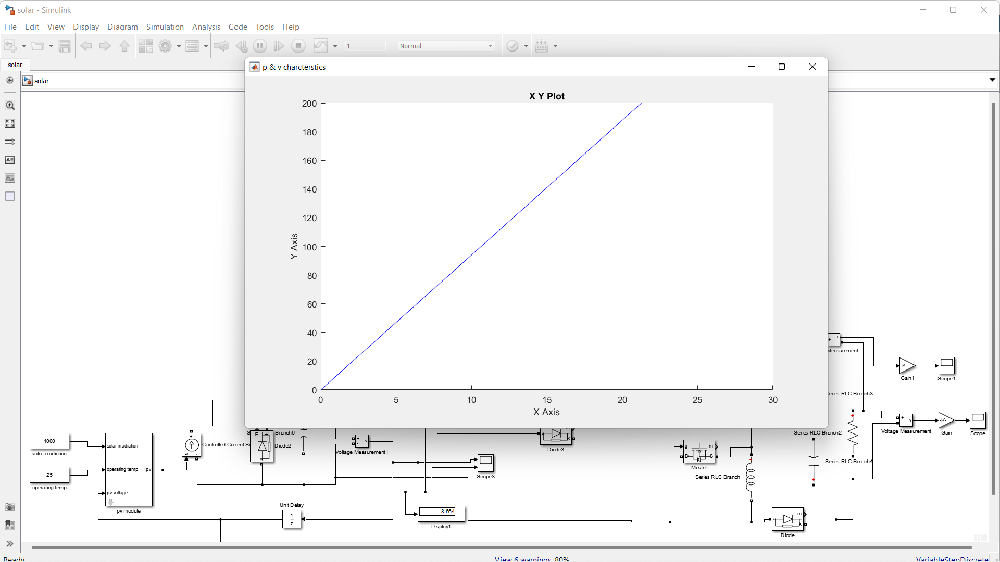 solar - Simulink
File Edit View Display Diagram Simulation Analysis Code Tools Help
1 Normal
solar
solar
p & v charcterstics
X Y Plot
200
180
160
140
120
100
80
60
40
20
0
Y Axis
0 5 10 15 20 25 30
X Axis
Measurement
-K-
Gain1
Scope1
eries RLC Branch3
1000
solar irradiation
25
operating temp
solar irradiation
operating temp
pv voltage
Ipv
pv module
Controlled Current So
Branch6
Diode2
Voltage Measurement1
Scope3
Unit Delay
1
z
8.664
Display1
Diode3
g
m
D
S
Mosfet
Series RLC Branch
Series RLC Branch2
Series RLC Branch4
Voltage Measurement
-K-
Gain
Scope
a
m
k
Diode
Ready
View 6 warnings 80%
VariableStepDiscrete